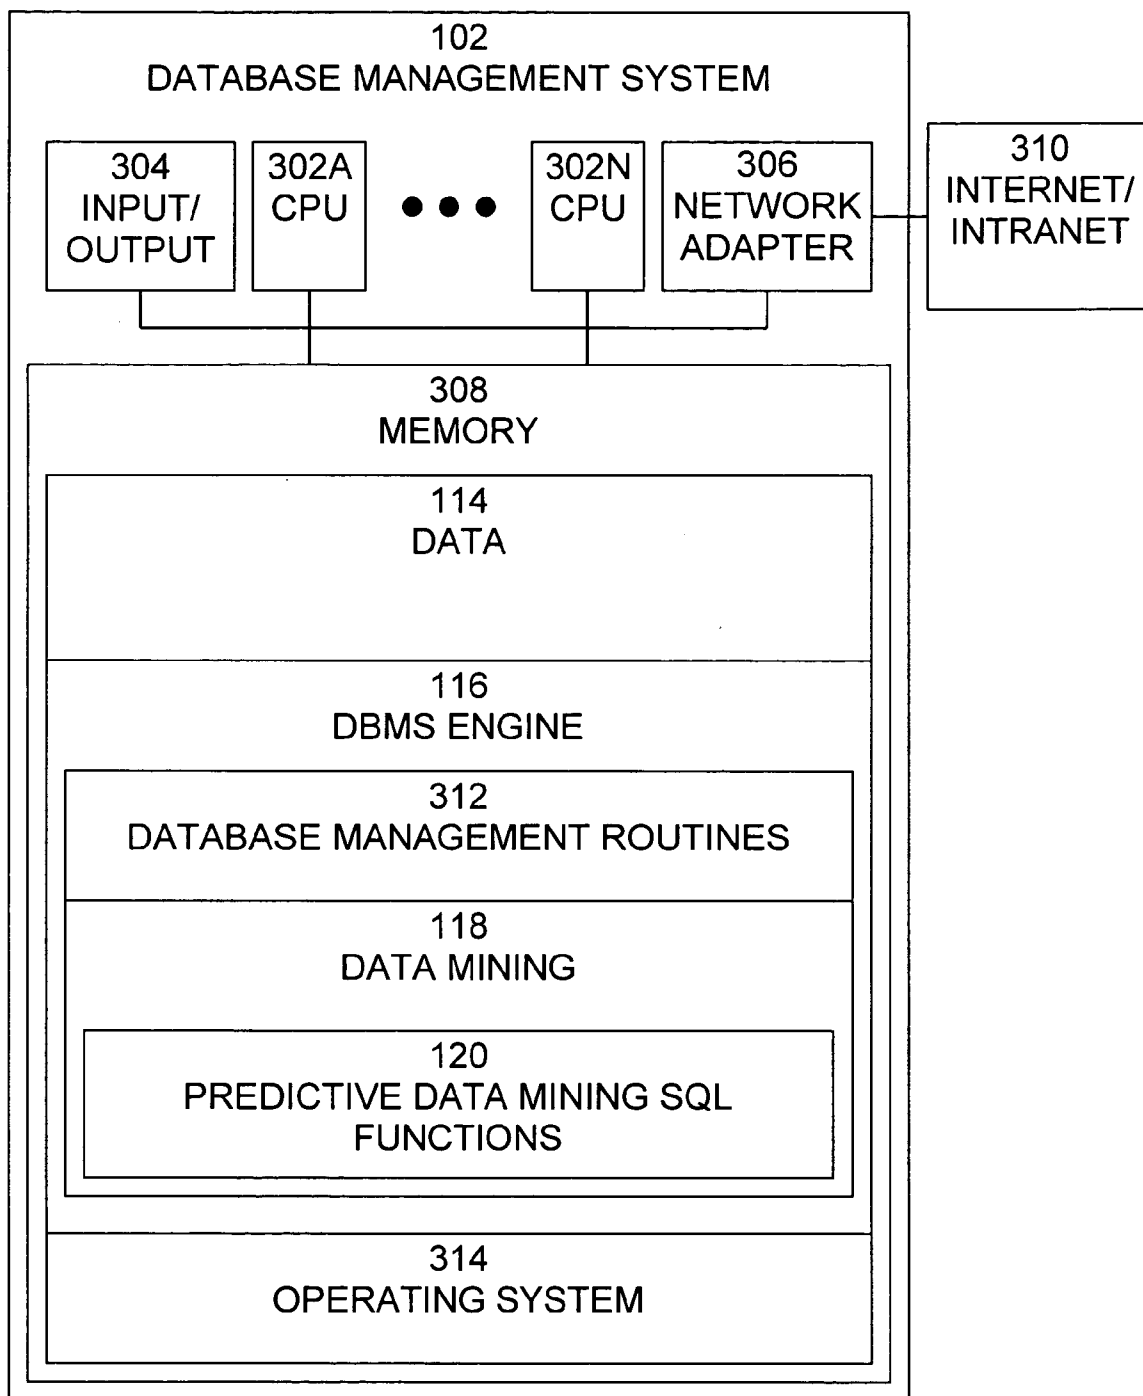 102
DATABASE MANAGEMENT SYSTEM
304
INPUT/
OUTPUT
302A
CPU
302N
CPU
306
NETWORK
ADAPTER
310
INTERNET/
INTRANET
308
MEMORY
114
DATA
116
DBMS ENGINE
312
DATABASE MANAGEMENT ROUTINES
118
DATA MINING
120
PREDICTIVE DATA MINING SQL
FUNCTIONS
314
OPERATING SYSTEM